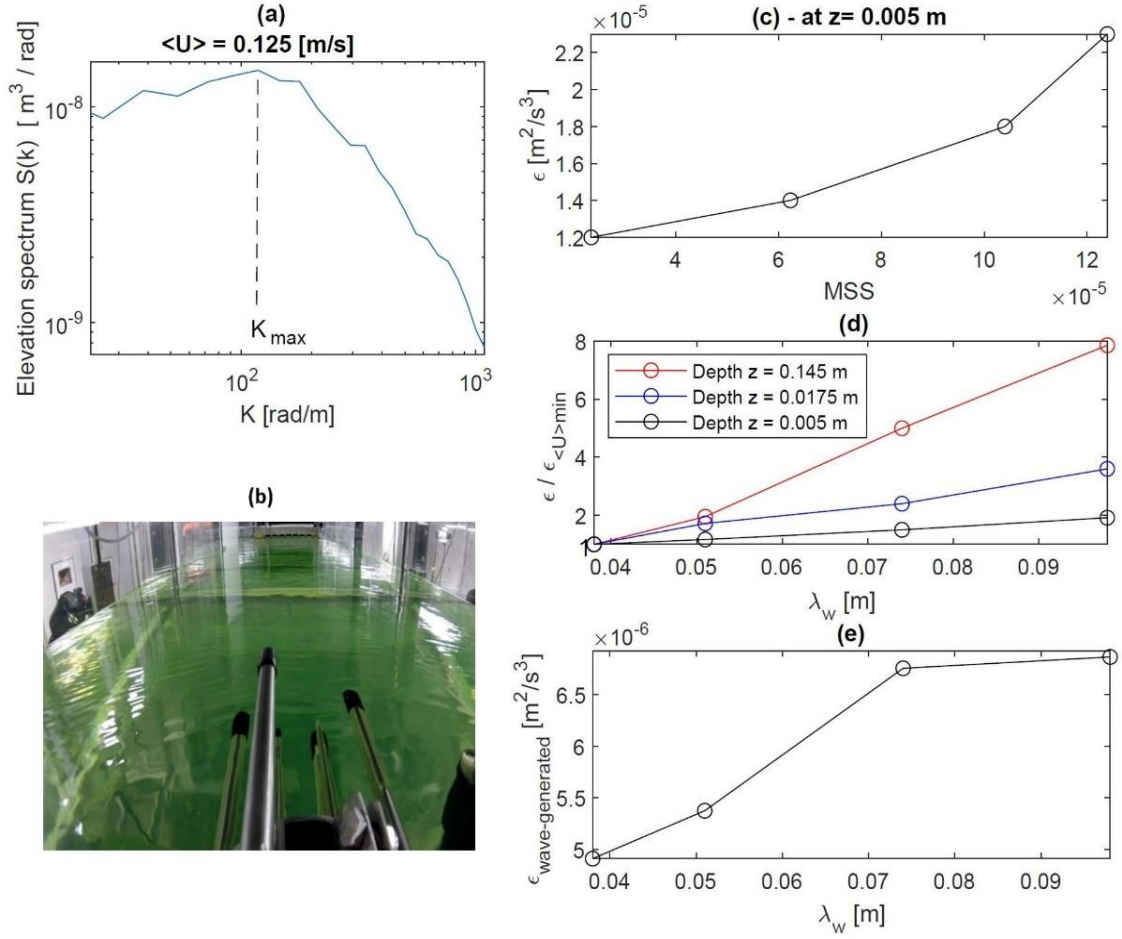 (a)
<U> = 0.125 [m/s]
Elevation spectrum S(k) [ m³ / rad]
10⁻⁸
10⁻⁹
K max
10²
10³
K [rad/m]
(b)
(c) - at z= 0.005 m
×10⁻⁵
ϵ [m²/s³]
2.2
2
1.8
1.6
1.4
1.2
4
6
8
10
12
MSS
×10⁻⁵
(d)
ϵ / ϵ<U>min
8
6
4
2
1
Depth z = 0.145 m
Depth z = 0.0175 m
Depth z = 0.005 m
0.04
0.05
0.06
0.07
0.08
0.09
λw [m]
(e)
×10⁻⁶
ϵwave-generated [m²/s³]
6.5
6
5.5
5
0.04
0.05
0.06
0.07
0.08
0.09
λw [m]